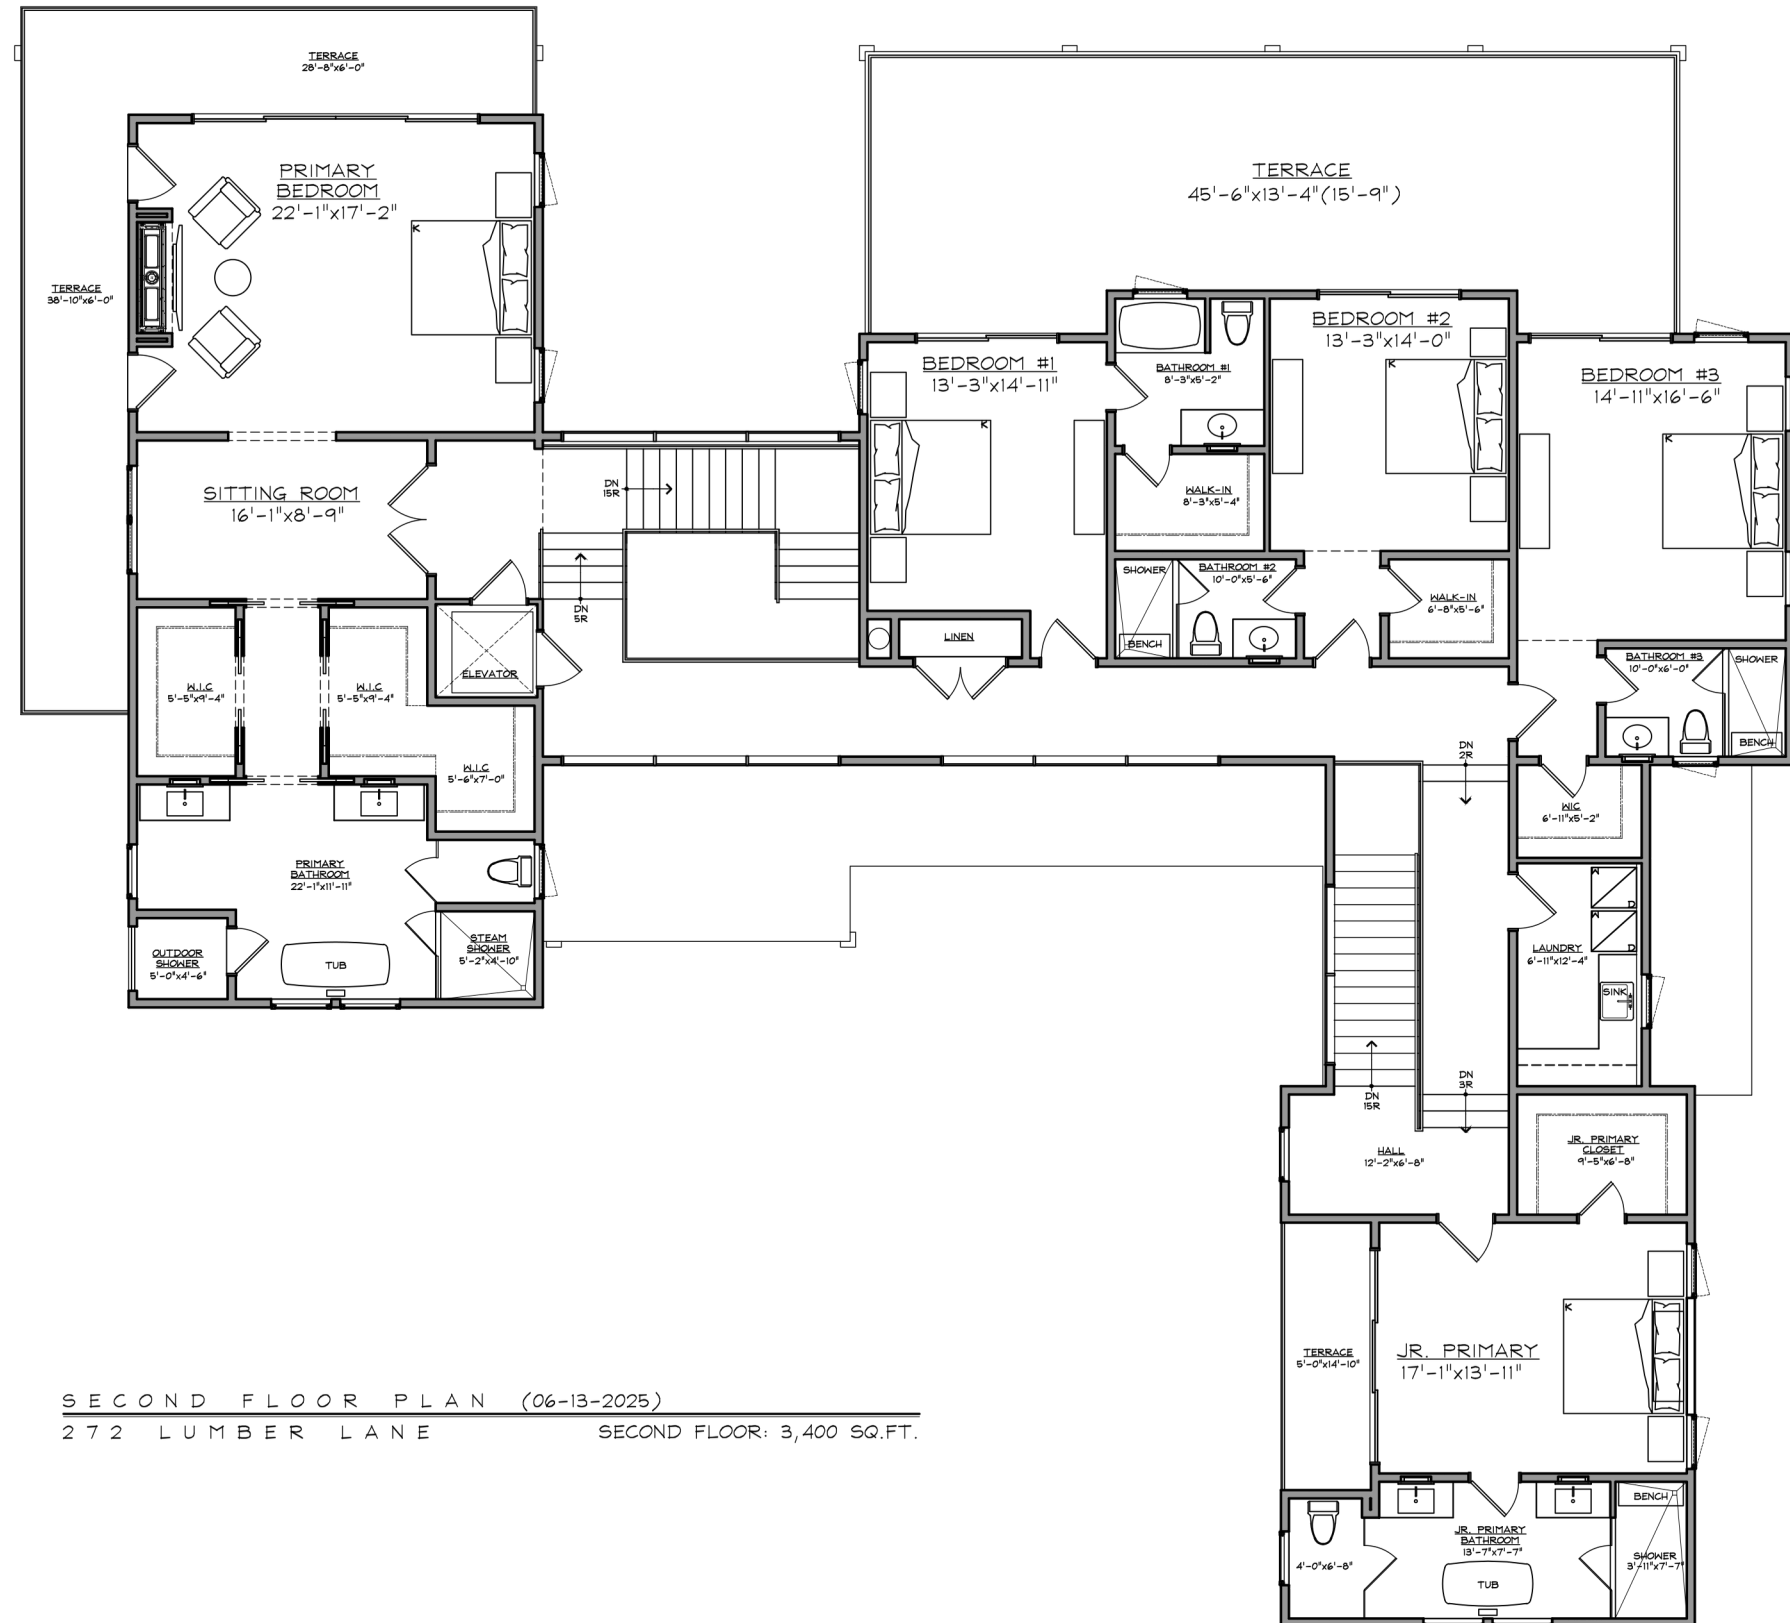 TERRACE
28'-8"x6'-0"
PRIMARY
BEDROOM
22'-1"x17'-2"
K
TERRACE
38'-10"x6'-0"
TERRACE
45'-6"x13'-4"(15'-9")
BEDROOM #1
13'-3"x14'-11"
K
BATHROOM #1
8'-3"x5'-2"
BEDROOM #2
13'-3"x14'-0"
K
BEDROOM #3
14'-11"x16'-6"
K
SITTING ROOM
16'-1"x8'-9"
DN
15R
DN
5R
WALK-IN
8'-3"x5'-4"
SHOWER
BENCH
BATHROOM #2
10'-0"x5'-6"
WALK-IN
6'-8"x5'-6"
LINEN
ELEVATOR
BATHROOM #3
10'-0"x6'-0"
SHOWER
BENCH
W.I.C
5'-5"x9'-4"
W.I.C
5'-5"x9'-4"
W.I.C
5'-6"x7'-0"
DN
2R
WIC
6'-11"x5'-2"
PRIMARY
BATHROOM
22'-1"x11'-11"
OUTDOOR
SHOWER
5'-0"x4'-6"
TUB
STEAM
SHOWER
5'-2"x4'-10"
W
D
W
D
LAUNDRY
6'-11"x12'-4"
SINK
DN
15R
DN
3R
HALL
12'-2"x6'-8"
JR. PRIMARY
CLOSET
9'-5"x6'-8"
TERRACE
5'-0"x14'-10"
JR. PRIMARY
17'-1"x13'-11"
K
SECOND FLOOR PLAN (06-13-2025)
272 LUMBER LANE SECOND FLOOR: 3,400 SQ.FT.
4'-0"x6'-8"
JR. PRIMARY
BATHROOM
13'-7"x7'-7"
TUB
BENCH
SHOWER
3'-11"x7'-7"